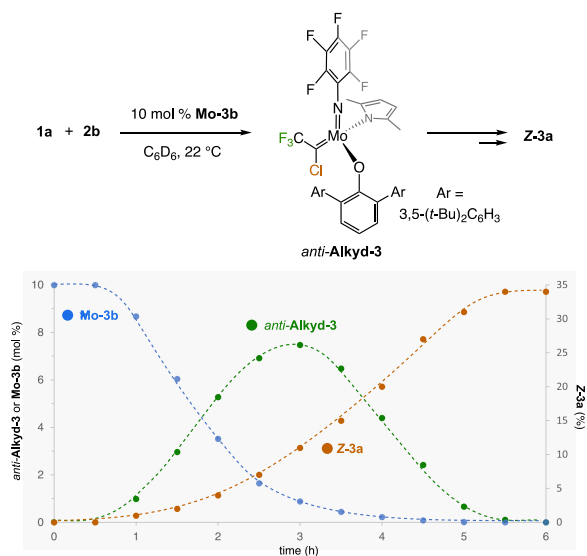 F
F
F
F
F
N
N
Mo
F3C
Cl
O
Ar
Ar
Ar =
3,5-(t-Bu)2C6H3
1a + 2b
10 mol % Mo-3b
C6D6, 22 °C
Z-3a
anti-Alkyd-3
10
8
6
4
2
0
anti-Alkyd-3 or Mo-3b (mol %)
Mo-3b
anti-Alkyd-3
Z-3a
35
30
25
20
15
10
5
0
Z-3a (%)
0 1 2 3 4 5 6
time (h)